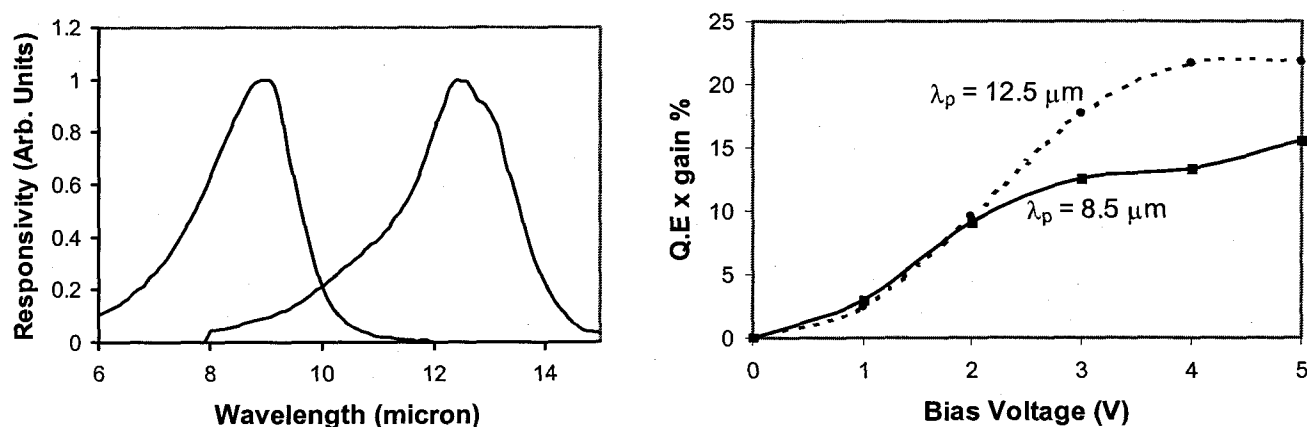 1.2
1
0.8
0.6
0.4
0.2
0
Responsivity (Arb. Units)
6 8 10 12 14
Wavelength (micron)
25
20
15
10
5
0
Q.E x gain %
λp = 12.5 μm
λp = 8.5 μm
0 1 2 3 4 5
Bias Voltage (V)